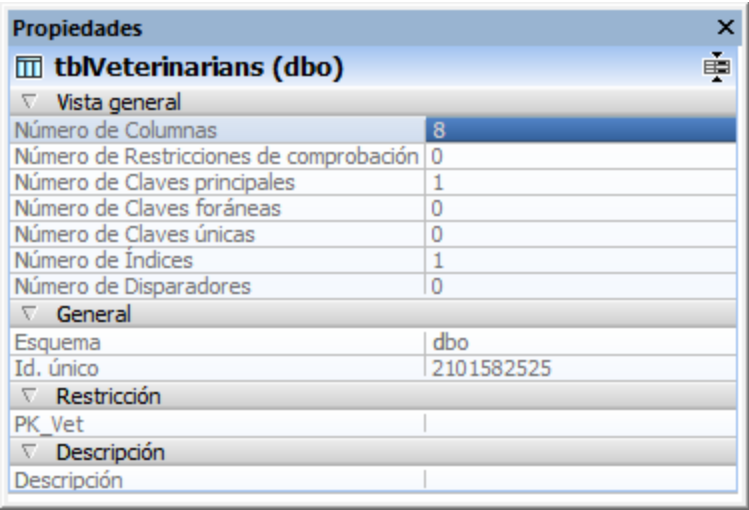 Propiedades
tblVeterinarians (dbo)
Vista general
Número de Columnas 8
Número de Restricciones de comprobación 0
Número de Claves principales 1
Número de Claves foráneas 0
Número de Claves únicas 0
Número de Índices 1
Número de Disparadores 0
General
Esquema dbo
Id. único 2101582525
Restricción
PK_Vet
Descripción
Descripción